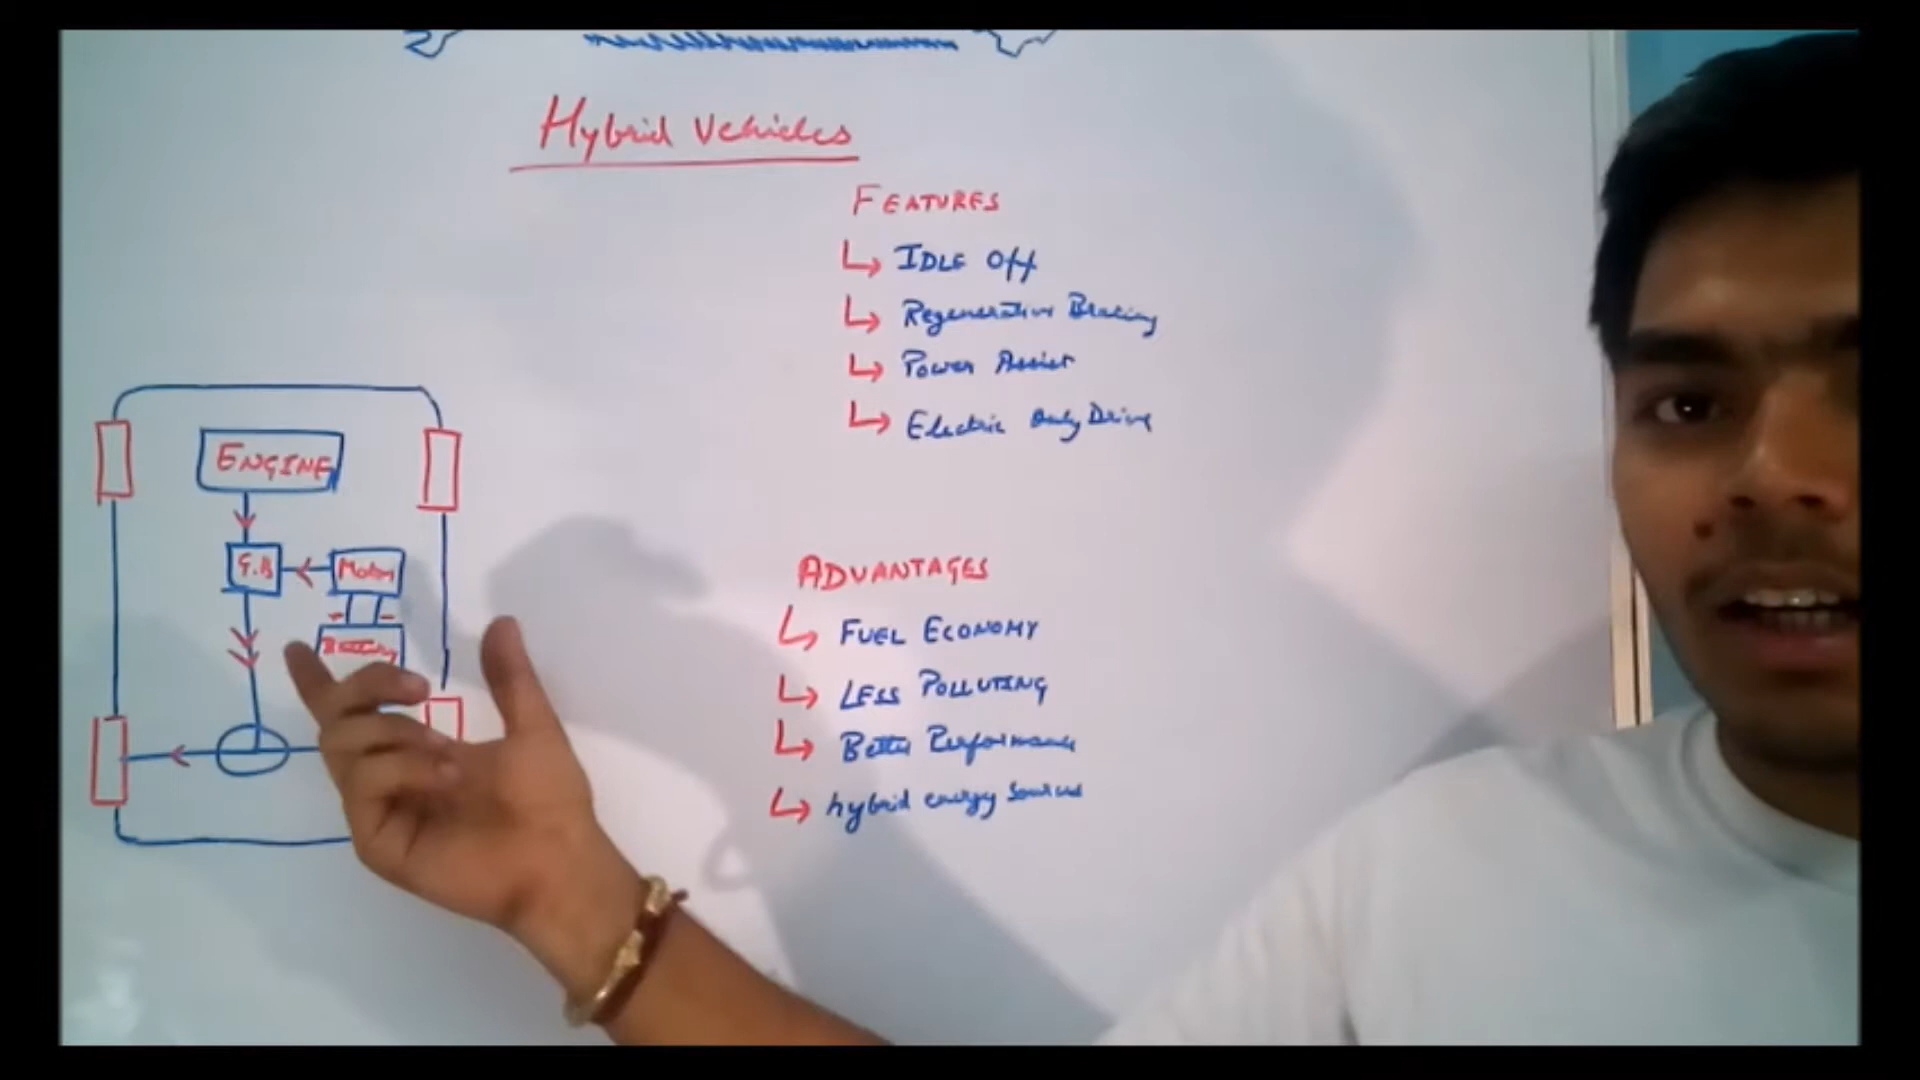 Hybrid Vehicles
FEATURES
IDLE Off
Regenerative Braking
Power Assist
Electric Only Drive
ENGINE
G.B
Motor
+ -
Battery
ADVANTAGES
FUEL ECONOMY
LESS POLLUTING
Better Performance
hybrid energy sources